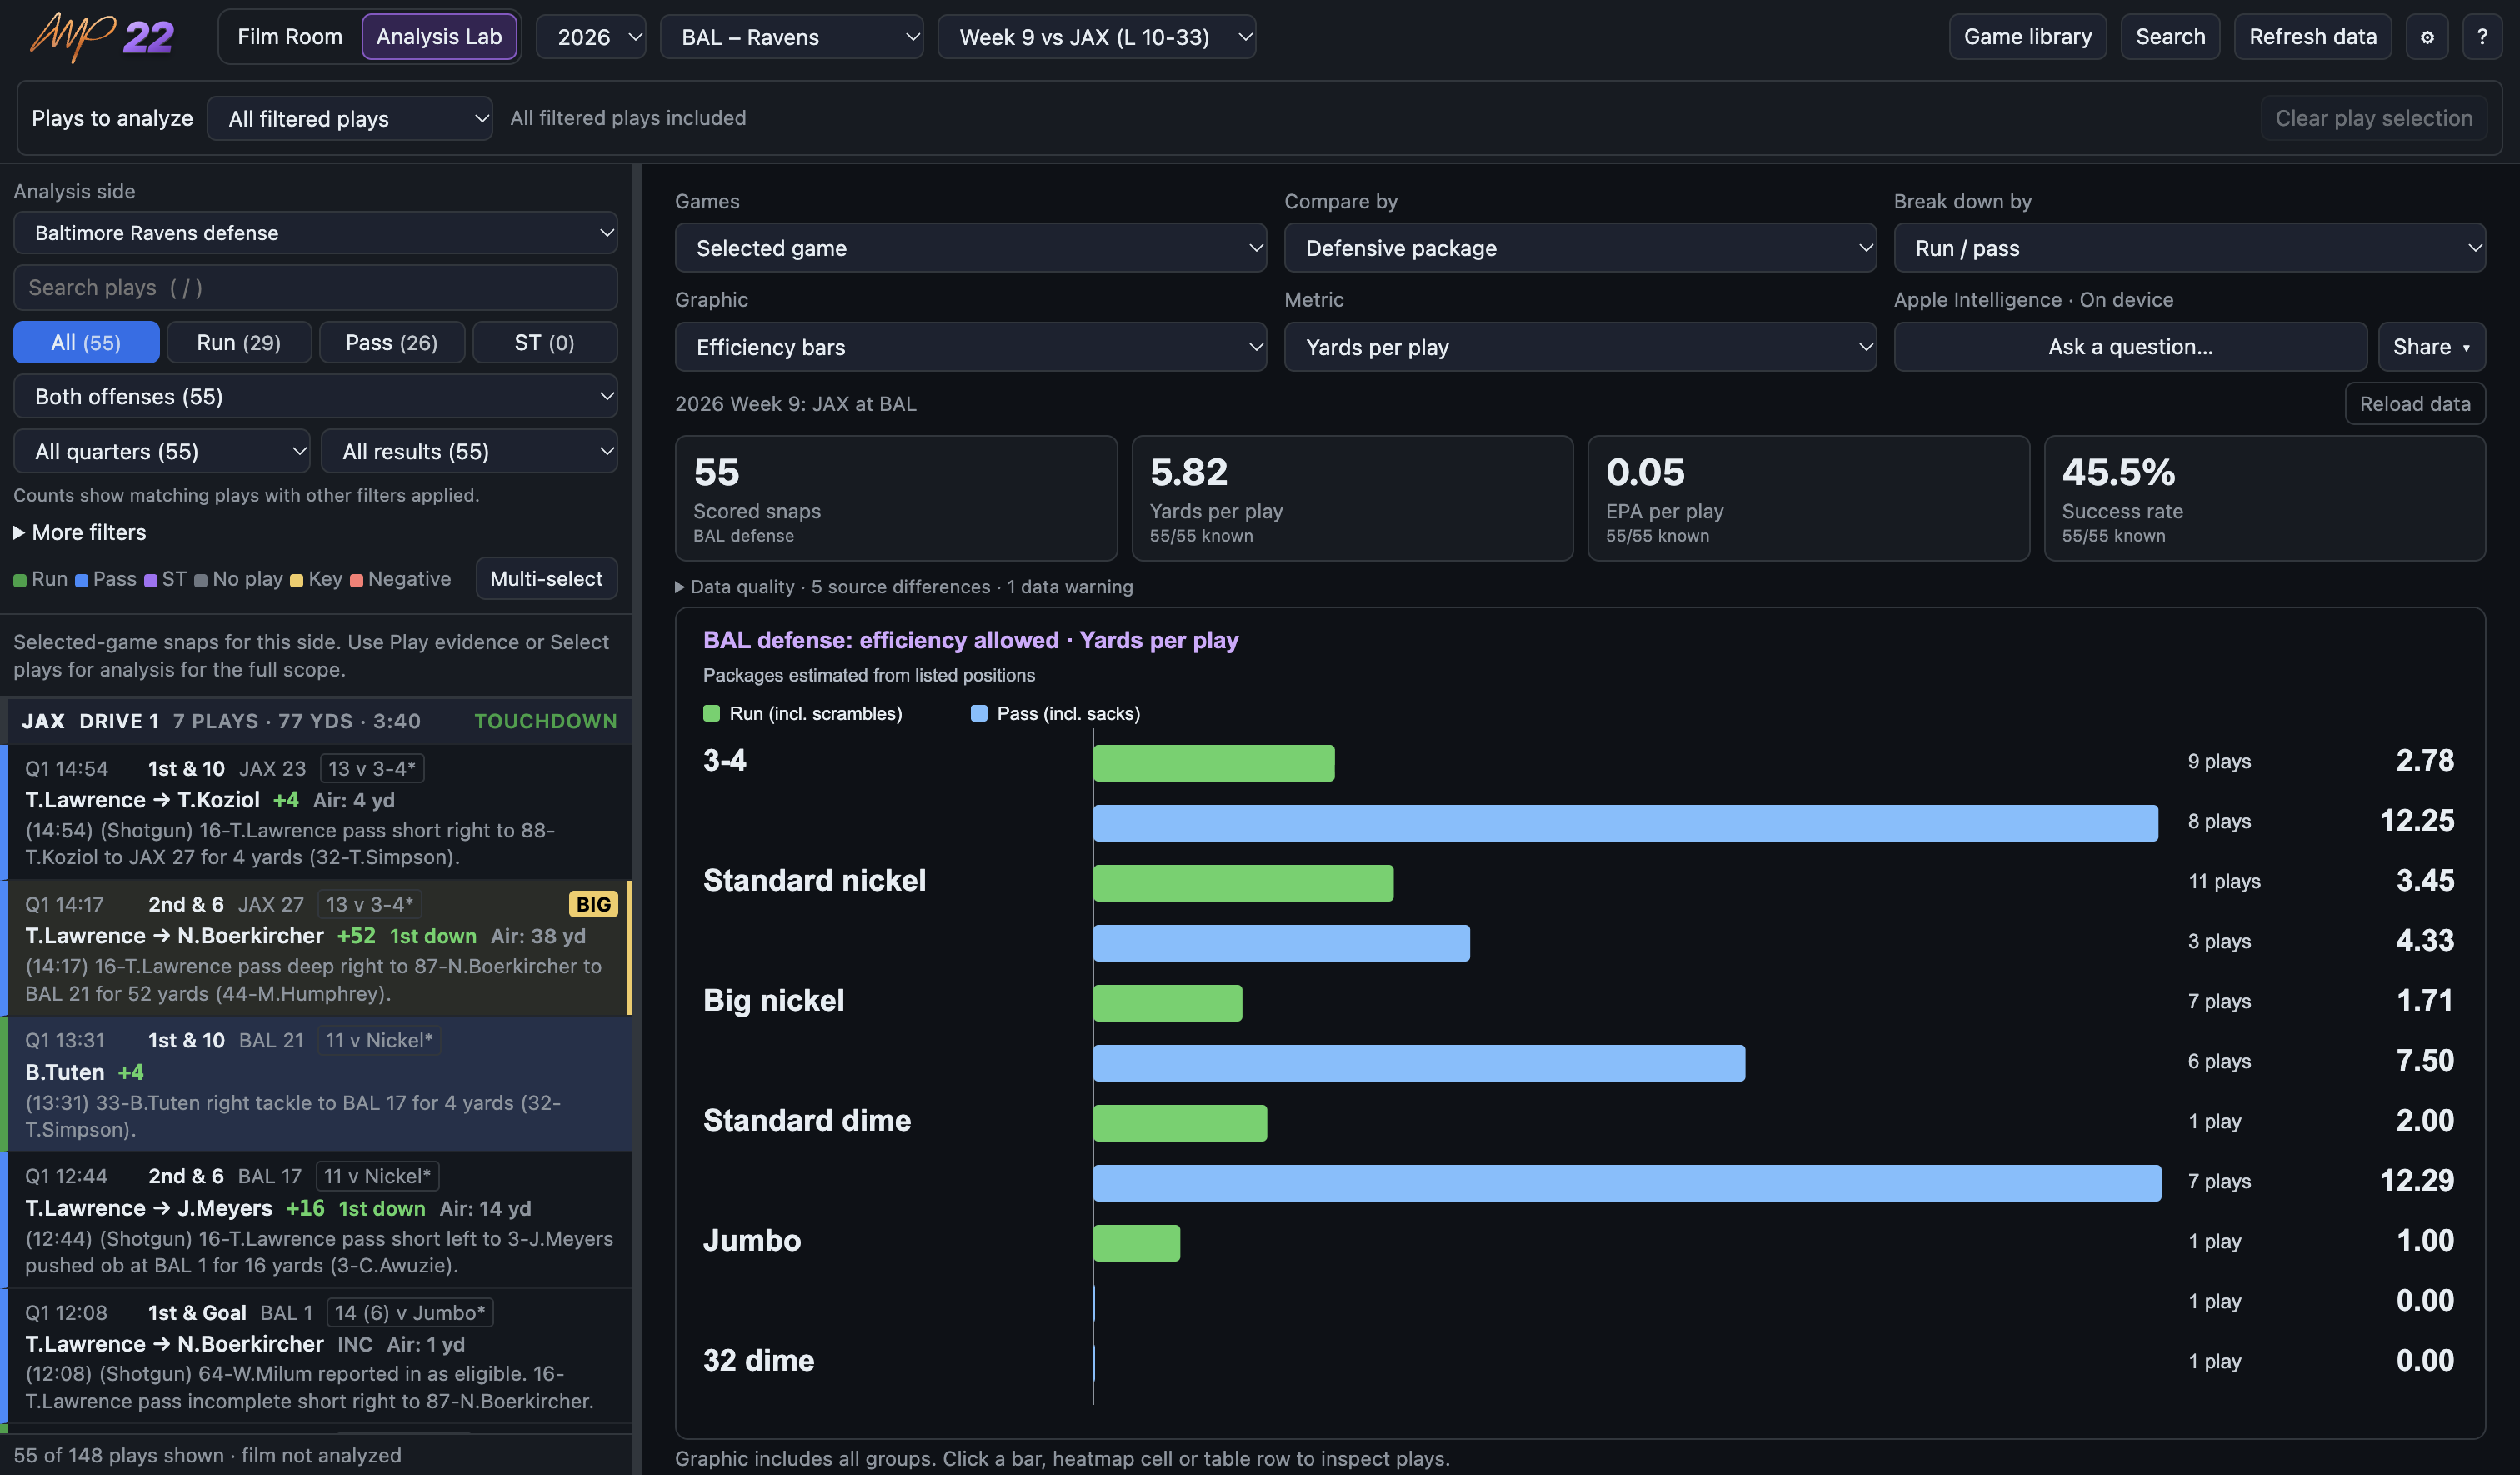 AMP 22
Film Room
Analysis Lab
2026
BAL – Ravens
Week 9 vs JAX (L 10-33)
Game library
Search
Refresh data
?
Plays to analyze
All filtered plays
All filtered plays included
Clear play selection
Analysis side
Baltimore Ravens defense
Search plays ( / )
All (55)
Run (29)
Pass (26)
ST (0)
Both offenses (55)
All quarters (55)
All results (55)
Counts show matching plays with other filters applied.
More filters
Run
Pass
ST
No play
Key
Negative
Multi-select
Selected-game snaps for this side. Use Play evidence or Select
plays for analysis for the full scope.
JAX DRIVE 1 7 PLAYS · 77 YDS · 3:40 TOUCHDOWN
Q1 14:54 1st & 10 JAX 23 13 v 3-4*
T.Lawrence → T.Koziol +4 Air: 4 yd
(14:54) (Shotgun) 16-T.Lawrence pass short right to 88-
T.Koziol to JAX 27 for 4 yards (32-T.Simpson).
Q1 14:17 2nd & 6 JAX 27 13 v 3-4* BIG
T.Lawrence → N.Boerkircher +52 1st down Air: 38 yd
(14:17) 16-T.Lawrence pass deep right to 87-N.Boerkircher to
BAL 21 for 52 yards (44-M.Humphrey).
Q1 13:31 1st & 10 BAL 21 11 v Nickel*
B.Tuten +4
(13:31) 33-B.Tuten right tackle to BAL 17 for 4 yards (32-
T.Simpson).
Q1 12:44 2nd & 6 BAL 17 11 v Nickel*
T.Lawrence → J.Meyers +16 1st down Air: 14 yd
(12:44) (Shotgun) 16-T.Lawrence pass short left to 3-J.Meyers
pushed ob at BAL 1 for 16 yards (3-C.Awuzie).
Q1 12:08 1st & Goal BAL 1 14 (6) v Jumbo*
T.Lawrence → N.Boerkircher INC Air: 1 yd
(12:08) (Shotgun) 64-W.Milum reported in as eligible. 16-
T.Lawrence pass incomplete short right to 87-N.Boerkircher.
55 of 148 plays shown · film not analyzed
Games
Selected game
Compare by
Defensive package
Break down by
Run / pass
Graphic
Efficiency bars
Metric
Yards per play
Apple Intelligence · On device
Ask a question...
Share
2026 Week 9: JAX at BAL
Reload data
55
Scored snaps
BAL defense
5.82
Yards per play
55/55 known
0.05
EPA per play
55/55 known
45.5%
Success rate
55/55 known
Data quality · 5 source differences · 1 data warning
BAL defense: efficiency allowed · Yards per play
Packages estimated from listed positions
Run (incl. scrambles)
Pass (incl. sacks)
3-4 9 plays 2.78
8 plays 12.25
Standard nickel 11 plays 3.45
3 plays 4.33
Big nickel 7 plays 1.71
6 plays 7.50
Standard dime 1 play 2.00
7 plays 12.29
Jumbo 1 play 1.00
1 play 0.00
32 dime 1 play 0.00
Graphic includes all groups. Click a bar, heatmap cell or table row to inspect plays.